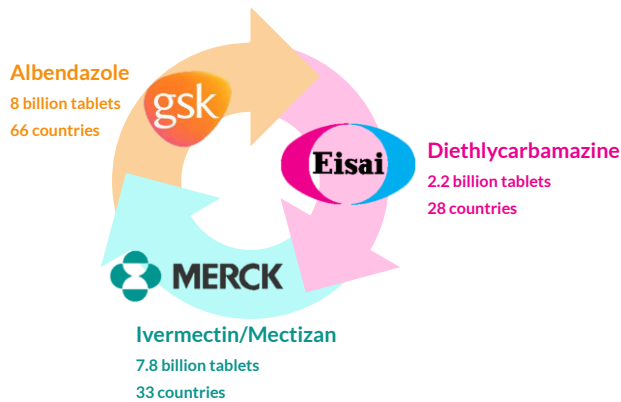 Albendazole
8 billion tablets
66 countries
gsk
Eisai
Diethlycarbamazine
2.2 billion tablets
28 countries
MERCK
Ivermectin/Mectizan
7.8 billion tablets
33 countries